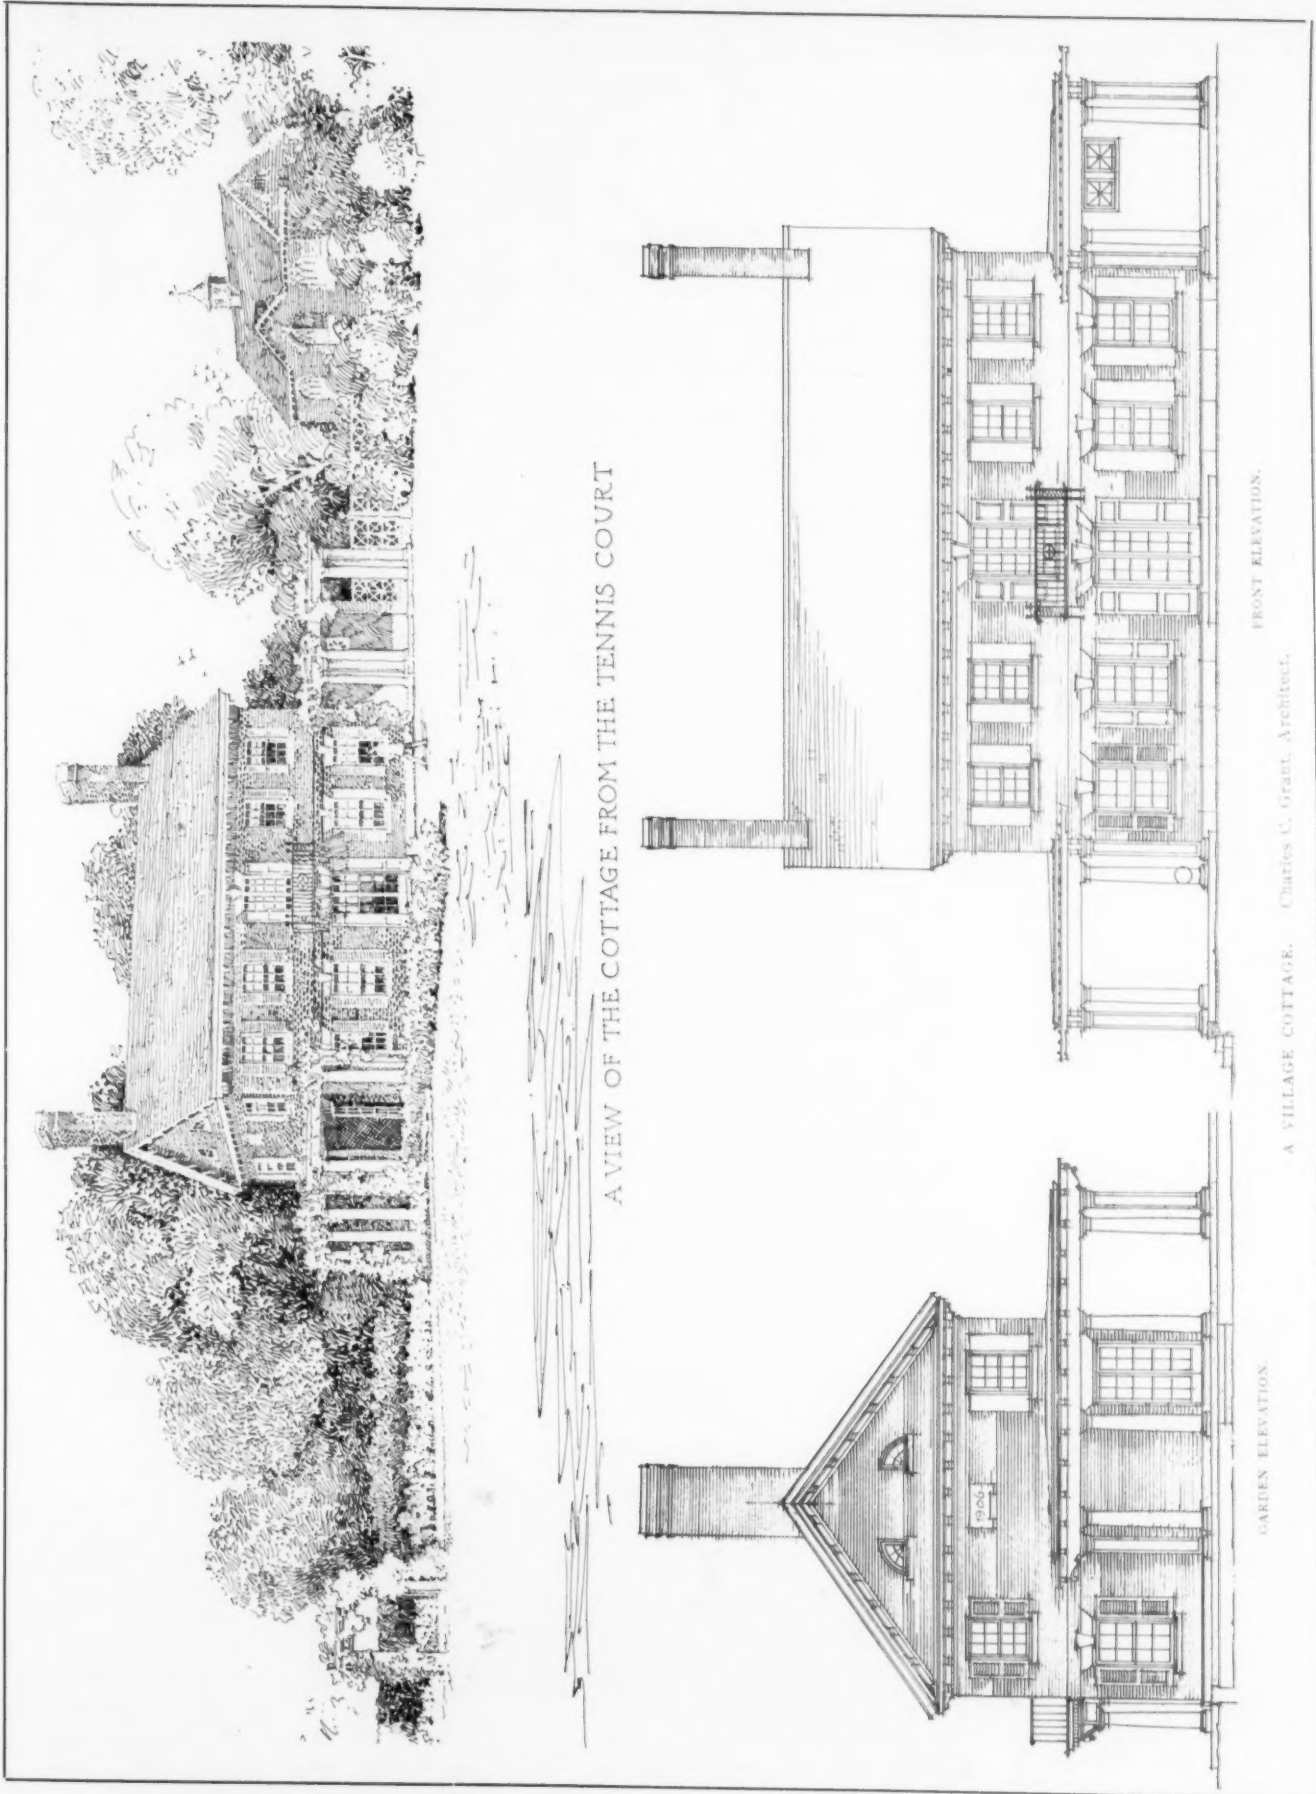 A VIEW OF THE COTTAGE FROM THE TENNIS COURT
1906
GARDEN ELEVATION.
FRONT ELEVATION.
A VILLAGE COTTAGE. Charles C. Grant, Architect.